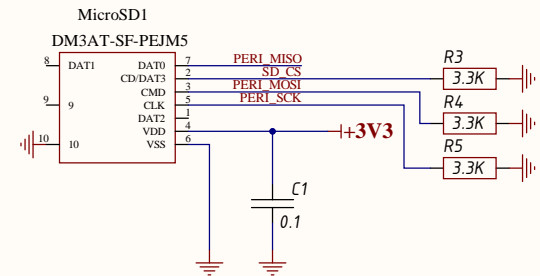 MicroSD1
DM3AT-SF-PEJM5
8 DAT1 DAT0 7 PERI_MISO
CD/DAT3 2 SD_CS
CMD 3 PERI_MOSI
9 9 CLK 5 PERI_SCK
DAT2 1
VDD 4 +3V3
10 10 VSS 6
R3
3.3K
R4
3.3K
R5
3.3K
C1
0.1